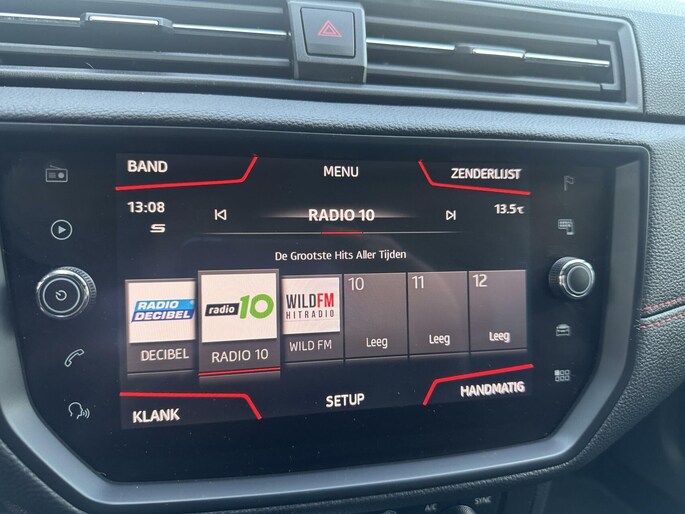 BAND
MENU
ZENDERLIJST
13:08
RADIO 10
13.5°C
De Grootste Hits Aller Tijden
RADIO DECIBEL
radio 10
WILDFM
HITRADIO
10
11
12
DECIBEL
RADIO 10
WILD FM
Leeg
Leeg
Leeg
KLANK
SETUP
HANDMATIG
A/C
SYNC